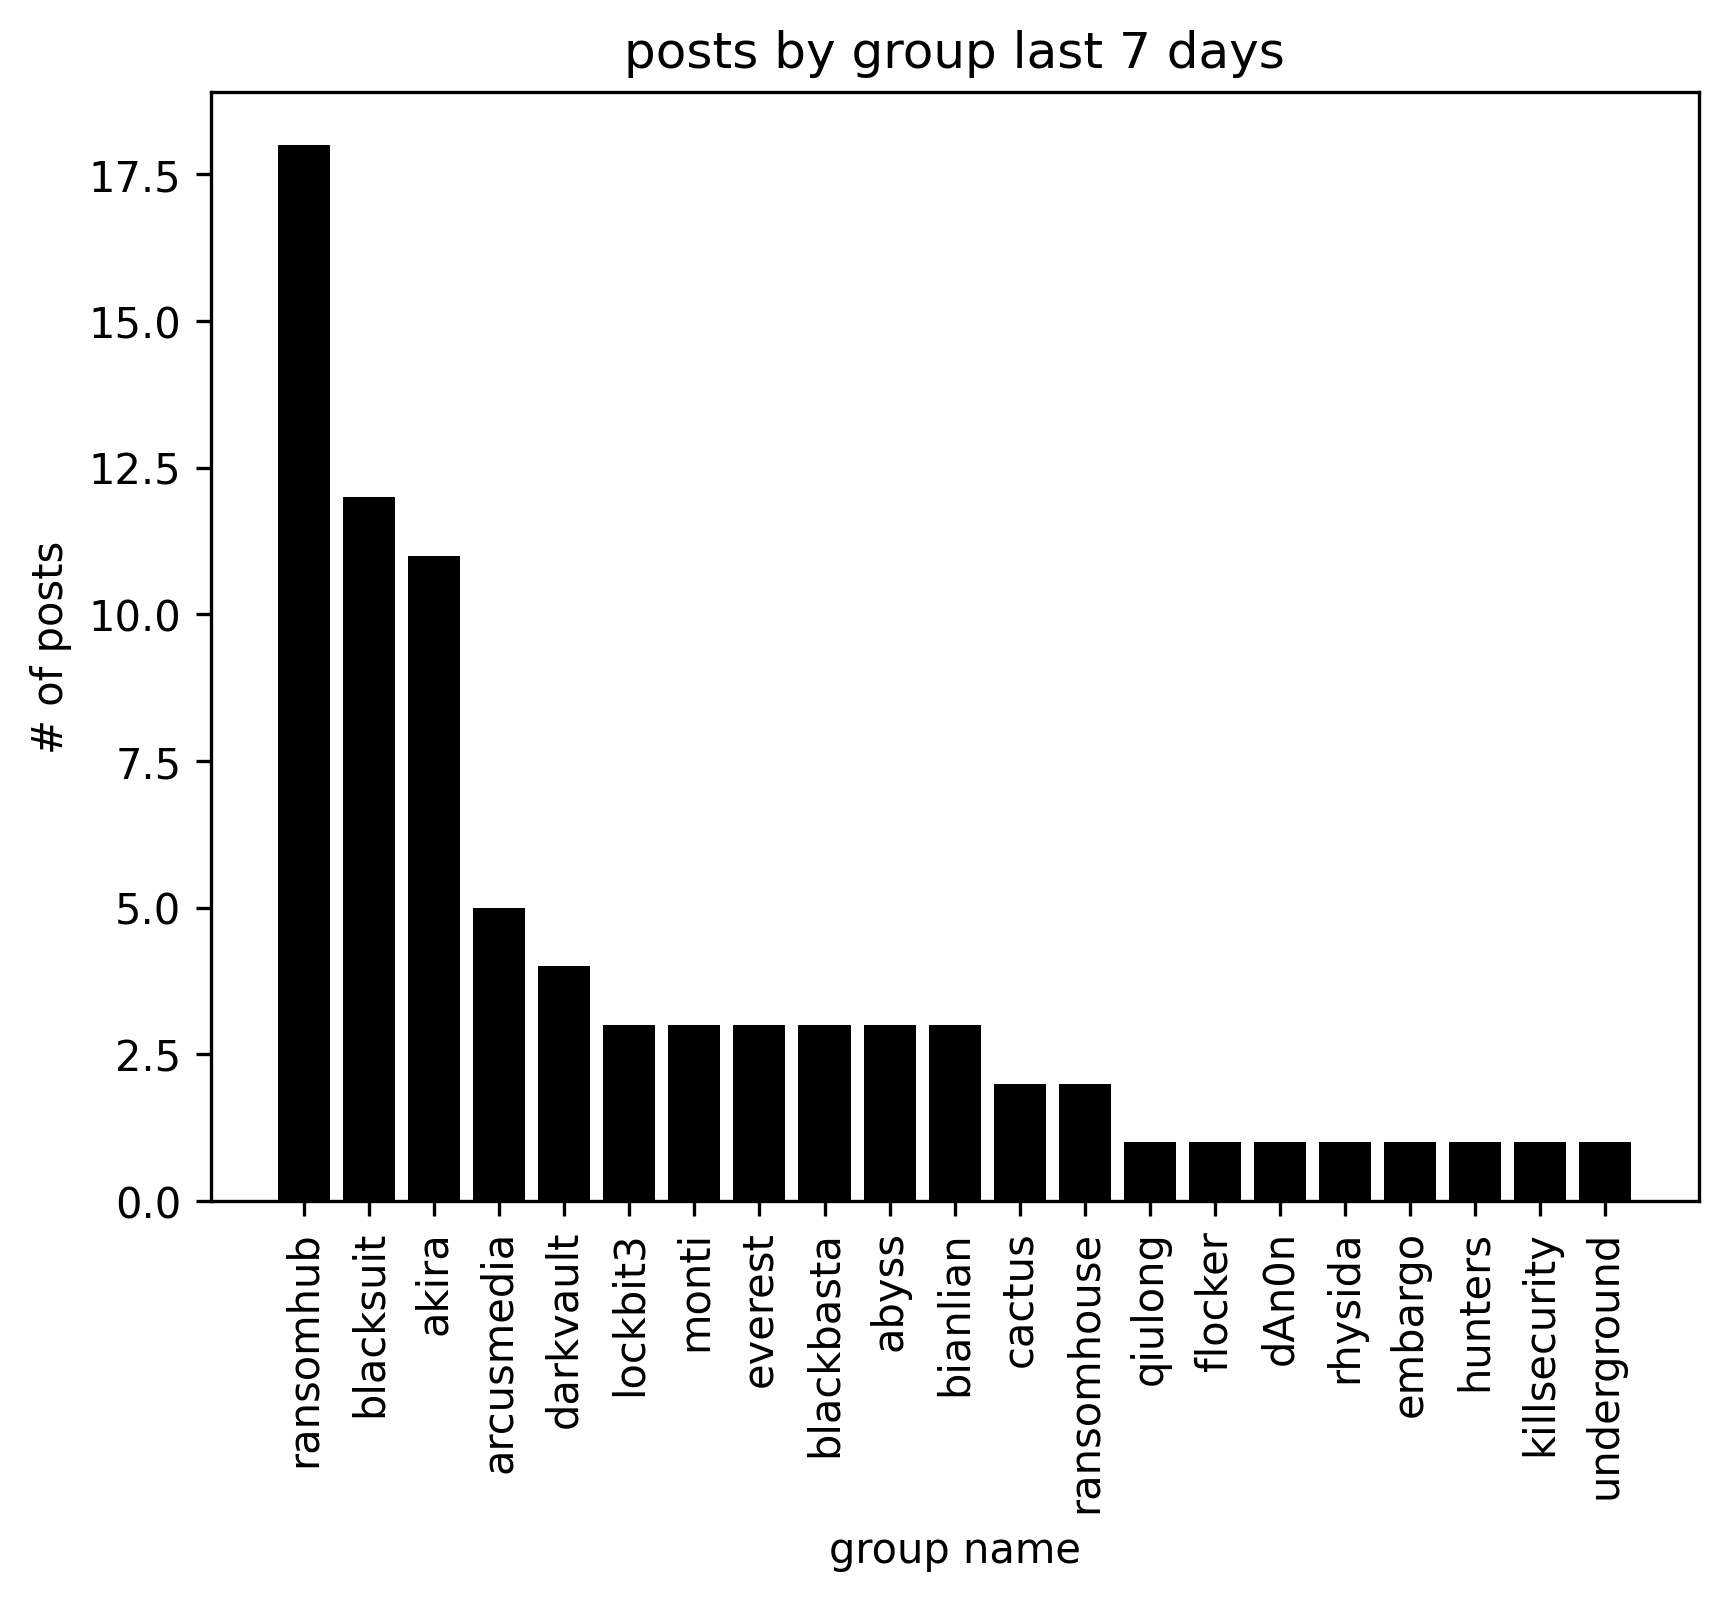 posts by group last 7 days
# of posts
17.5
15.0
12.5
10.0
7.5
5.0
2.5
0.0
ransomhub
blacksuit
akira
arcusmedia
darkvault
lockbit3
monti
everest
blackbasta
abyss
bianlian
cactus
ransomhouse
qiulong
flocker
dAn0n
rhysida
embargo
hunters
killsecurity
underground
group name